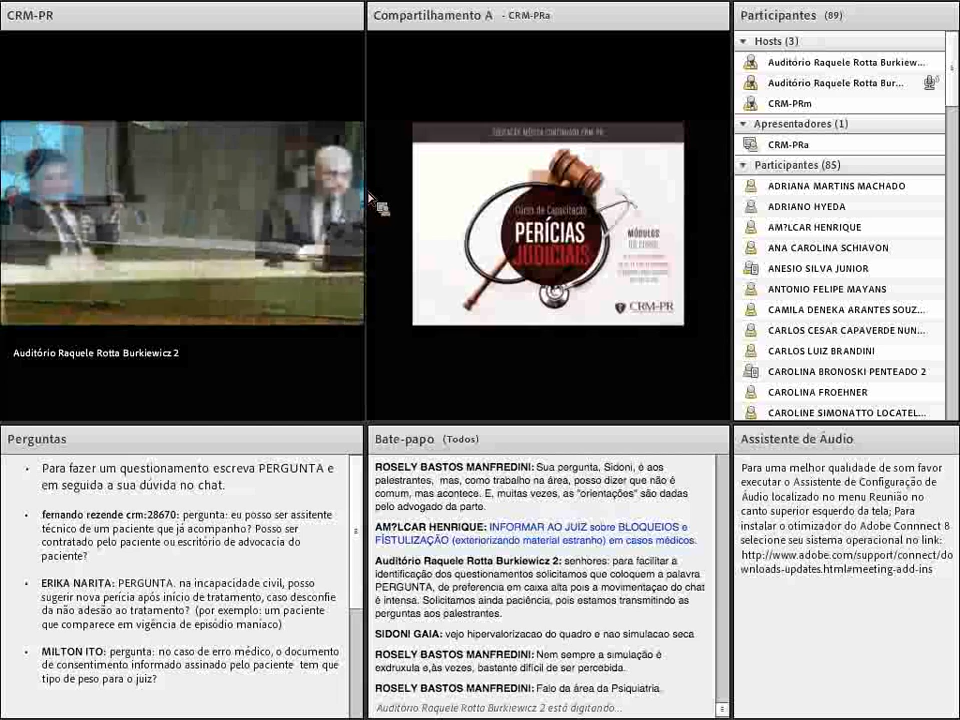 CRM-PR
Auditório Raquele Rotta Burkiewicz 2
Compartilhamento A - CRM-PRa
EDUCAÇÃO MÉDICA CONTINUADA CRM-PR
Curso de Capacitação
PERÍCIAS
JUDICIAIS
MÓDULOS
DO CURSO
CRM-PR
Participantes (89)
Hosts (3)
Auditório Raquele Rotta Burkiew...
Auditório Raquele Rotta Bur...
CRM-PRm
Apresentadores (1)
CRM-PRa
Participantes (85)
ADRIANA MARTINS MACHADO
ADRIANO HYEDA
AM?LCAR HENRIQUE
ANA CAROLINA SCHIAVON
ANESIO SILVA JUNIOR
ANTONIO FELIPE MAYANS
CAMILA DENEKA ARANTES SOUZ...
CARLOS CESAR CAPAVERDE NUN...
CARLOS LUIZ BRANDINI
CAROLINA BRONOSKI PENTEADO 2
CAROLINA FROEHNER
CAROLINE SIMONATTO LOCATEL...
Perguntas
• Para fazer um questionamento escreva PERGUNTA e
em seguida a sua dúvida no chat.
• fernando rezende crm:28670: pergunta: eu posso ser assitente
técnico de um paciente que já acompanho? Posso ser
contratado pelo paciente ou escritório de advocacia do
paciente?
• ERIKA NARITA: PERGUNTA. na incapacidade civil, posso
sugerir nova perícia após início de tratamento, caso desconfie
da não adesão ao tratamento? (por exemplo: um paciente
que comparece em vigência de episódio maníaco)
• MILTON ITO: pergunta: no caso de erro médico, o documento
de consentimento informado assinado pelo paciente tem que
tipo de peso para o juiz?
Bate-papo (Todos)
ROSELY BASTOS MANFREDINI: Sua pergunta, Sidoni, é aos
palestrantes, mas, como trabalho na área, posso dizer que não é
comum, mas acontece. E, muitas vezes, as "orientações" são dadas
pelo advogado da parte.
AM?LCAR HENRIQUE: INFORMAR AO JUIZ sobre BLOQUEIOS e
FÍSTULIZAÇÃO (exteriorizando material estranho) em casos médicos.
Auditório Raquele Rotta Burkiewicz 2: senhores: para facilitar a
identificação dos questionamentos solicitamos que coloquem a palavra
PERGUNTA, de preferencia em caixa alta pois a movimentaçao do chat
é intensa. Solicitamos ainda paciência, pois estamos transmitindo as
perguntas aos palestrantes.
SIDONI GAIA: vejo hipervalorizacao do quadro e nao simulacao seca
ROSELY BASTOS MANFREDINI: Nem sempre a simulação é
exdruxula e,às vezes, bastante difícil de ser percebida.
ROSELY BASTOS MANFREDINI: Falo da área da Psiquiatria.
Auditório Raquele Rotta Burkiewicz 2 está digitando...
Assistente de Áudio
Para uma melhor qualidade de som favor
executar o Assistente de Configuração de
Áudio localizado no menu Reunião no
canto superior esquerdo da tela; Para
instalar o otimizador do Adobe Connnect 8
selecione seu sistema operacional no link:
http://www.adobe.com/support/connect/do
wnloads-updates.html#meeting-add-ins